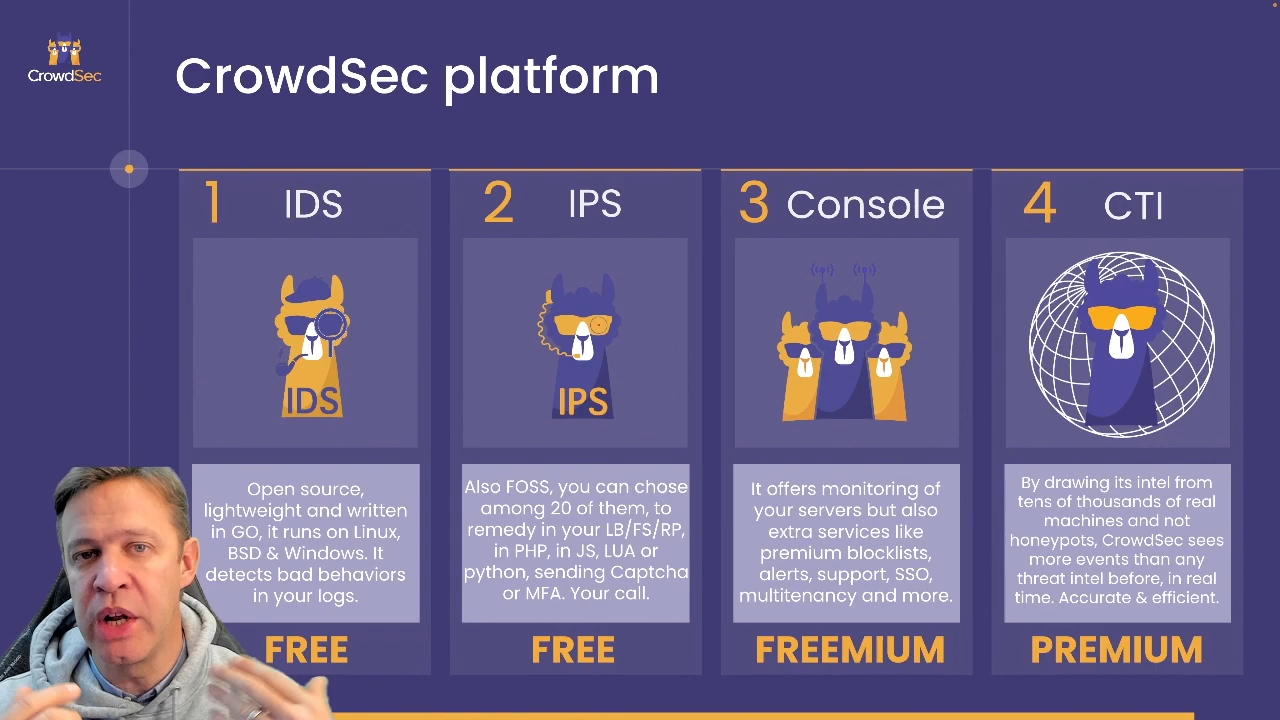 CrowdSec
CrowdSec platform
1 IDS
IDS
Open source,
lightweight and written
in GO, it runs on Linux,
BSD & Windows. It
detects bad behaviors
in your logs.
FREE
2 IPS
IPS
Also FOSS, you can chose
among 20 of them, to
remedy in your LB/FS/RP,
in PHP, in JS, LUA or
python, sending Captcha
or MFA. Your call.
FREE
3 Console
It offers monitoring of
your servers but also
extra services like
premium blocklists,
alerts, support, SSO,
multitenancy and more.
FREEMIUM
4 CTI
By drawing its intel from
tens of thousands of real
machines and not
honeypots, CrowdSec sees
more events than any
threat intel before, in real
time. Accurate & efficient.
PREMIUM